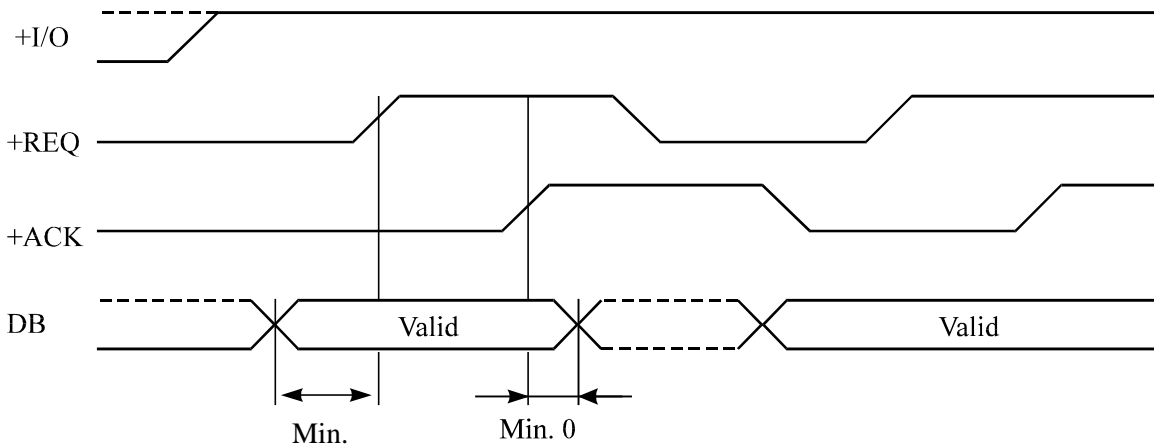 +I/O
+REQ
+ACK
DB
Valid
Valid
Min.
Min. 0